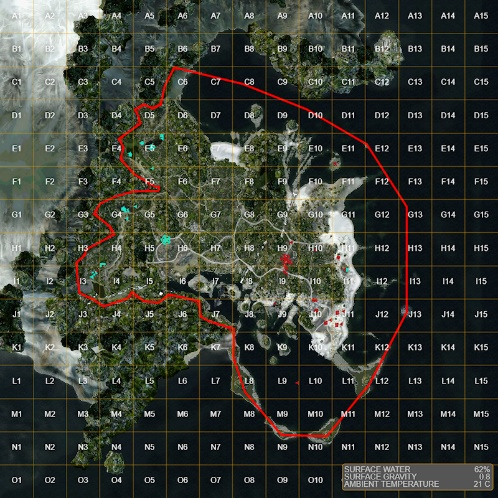 A1 A2 A3 A4 A5 A6 A7 A8 A9 A10 A11 A12 A13 A14 A15
B1 B2 B3 B4 B5 B6 B7 B8 B9 B10 B11 B12 B13 B14 B15
C1 C2 C3 C4 C5 C6 C7 C8 C9 C10 C11 C12 C13 C14 C15
D1 D2 D3 D4 D5 D6 D7 D8 D9 D10 D11 D12 D13 D14 D15
E1 E2 E3 E4 E5 E6 E7 E8 E9 E10 E11 E12 E13 E14 E15
F1 F2 F3 F4 F5 F6 F7 F8 F9 F10 F11 F12 F13 F14 F15
G1 G2 G3 G4 G5 G6 G7 G8 G9 G10 G11 G12 G13 G14 G15
H1 H2 H3 H4 H5 H6 H7 H8 H9 H10 H11 H12 H13 H14 H15
I1 I2 I3 I4 I5 I6 I7 I8 I9 I10 I11 I12 I13 I14 I15
J1 J2 J3 J4 J5 J6 J7 J8 J9 J10 J11 J12 J13 J14 J15
K1 K2 K3 K4 K5 K6 K7 K8 K9 K10 K11 K12 K13 K14 K15
L1 L2 L3 L4 L5 L6 L7 L8 L9 L10 L11 L12 L13 L14 L15
M1 M2 M3 M4 M5 M6 M7 M8 M9 M10 M11 M12 M13 M14 M15
N1 N2 N3 N4 N5 N6 N7 N8 N9 N10 N11 N12 N13 N14 N15
O1 O2 O3 O4 O5 O6 O7 O8 O9 O10
SURFACE WATER 62%
SURFACE GRAVITY 0.8
AMBIENT TEMPERATURE 21 C